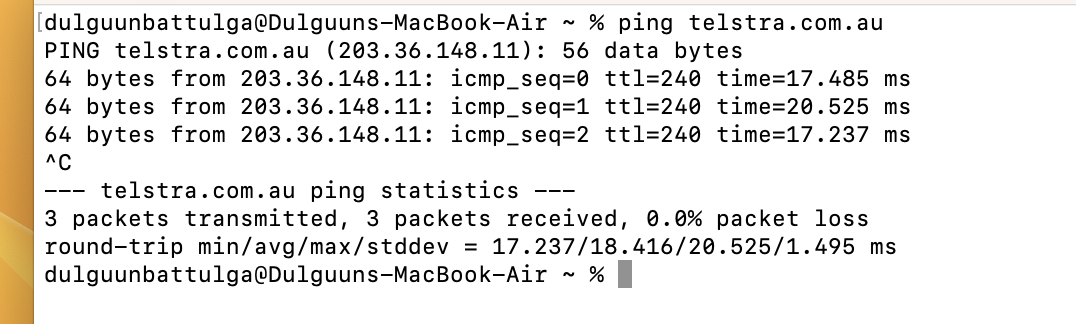 [dulguunbattulga@Dulguuns-MacBook-Air ~ % ping telstra.com.au
PING telstra.com.au (203.36.148.11): 56 data bytes
64 bytes from 203.36.148.11: icmp_seq=0 ttl=240 time=17.485 ms
64 bytes from 203.36.148.11: icmp_seq=1 ttl=240 time=20.525 ms
64 bytes from 203.36.148.11: icmp_seq=2 ttl=240 time=17.237 ms
^C
--- telstra.com.au ping statistics ---
3 packets transmitted, 3 packets received, 0.0% packet loss
round-trip min/avg/max/stddev = 17.237/18.416/20.525/1.495 ms
dulguunbattulga@Dulguuns-MacBook-Air ~ %